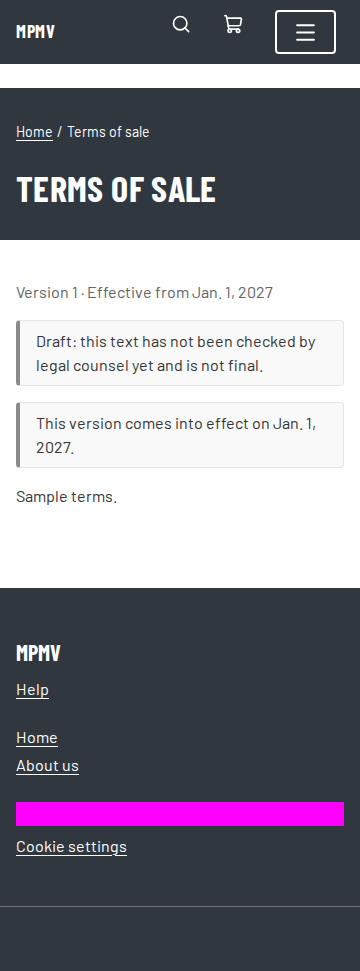 MPMV
Home / Terms of sale
TERMS OF SALE
Version 1 · Effective from Jan. 1, 2027
Draft: this text has not been checked by
legal counsel yet and is not final.
This version comes into effect on Jan. 1,
2027.
Sample terms.
MPMV
Help
Home
About us
Cookie settings